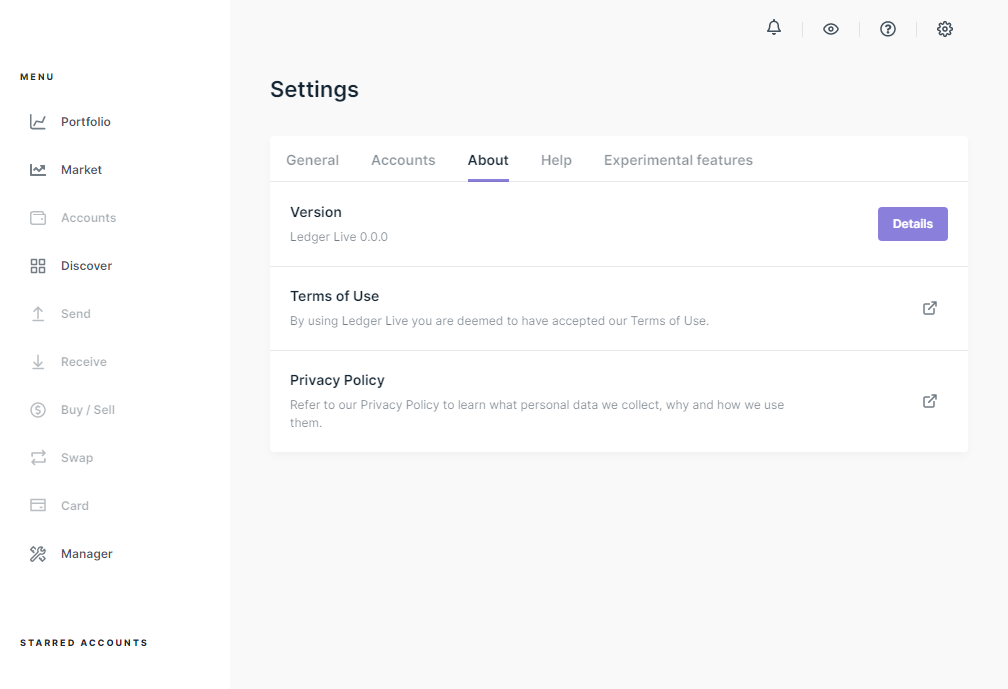 MENU
Portfolio
Market
Accounts
Discover
Send
Receive
Buy / Sell
Swap
Card
Manager
STARRED ACCOUNTS
Settings
General Accounts About Help Experimental features
Version
Ledger Live 0.0.0
Details
Terms of Use
By using Ledger Live you are deemed to have accepted our Terms of Use.
Privacy Policy
Refer to our Privacy Policy to learn what personal data we collect, why and how we use
them.